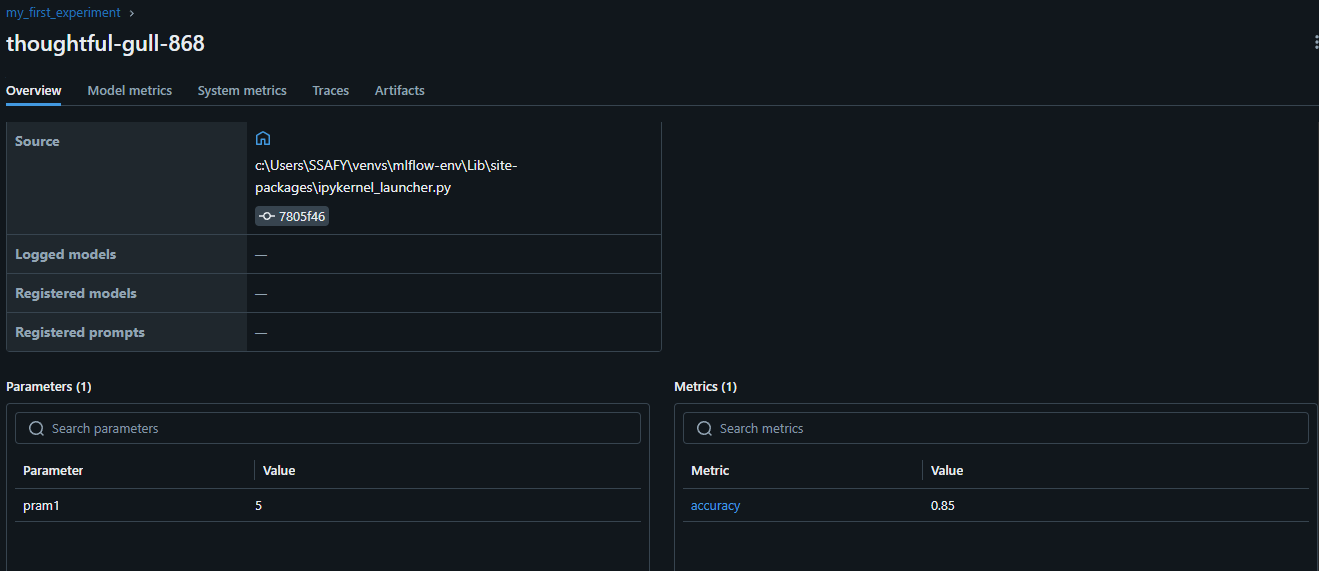 my_first_experiment ›
thoughtful-gull-868
Overview Model metrics System metrics Traces Artifacts
Source
c:\Users\SSAFY\venvs\mlflow-env\Lib\site-
packages\ipykernel_launcher.py
7805f46
Logged models —
Registered models —
Registered prompts —
Parameters (1)
Search parameters
Parameter Value
pram1 5
Metrics (1)
Search metrics
Metric Value
accuracy 0.85